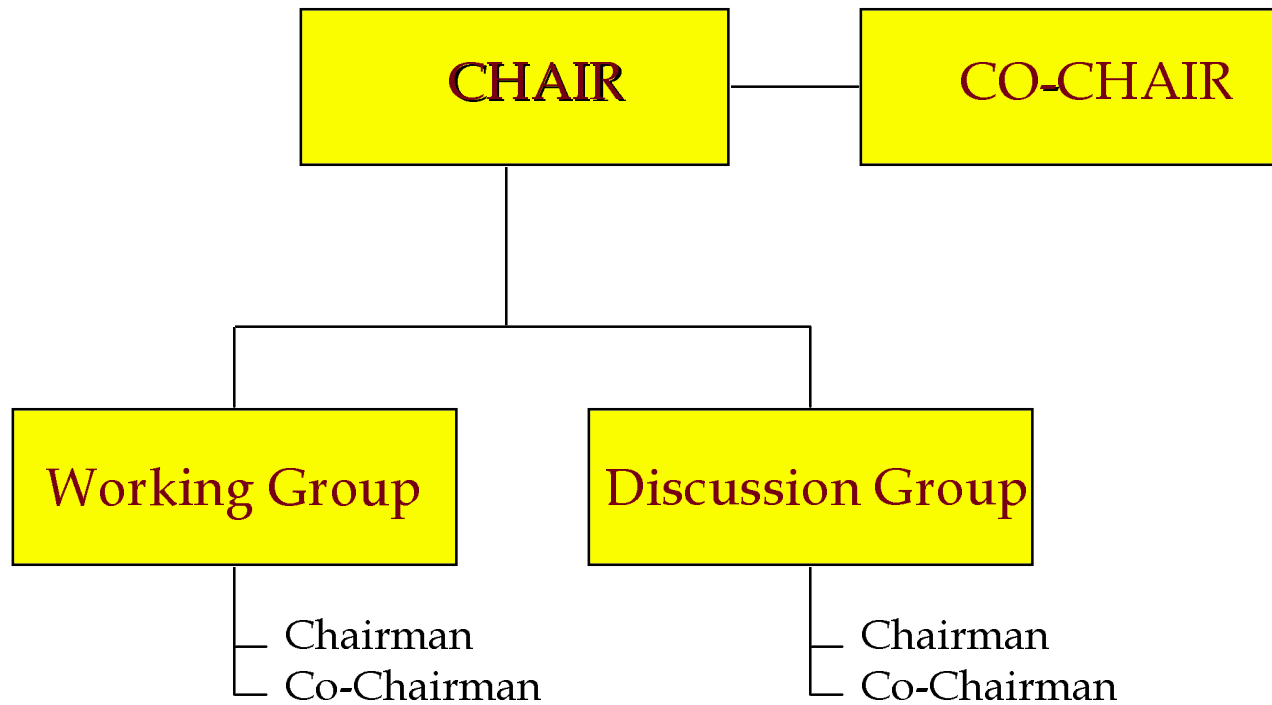 CHAIR
CO-CHAIR
Working Group
Discussion Group
Chairman
Co-Chairman
Chairman
Co-Chairman